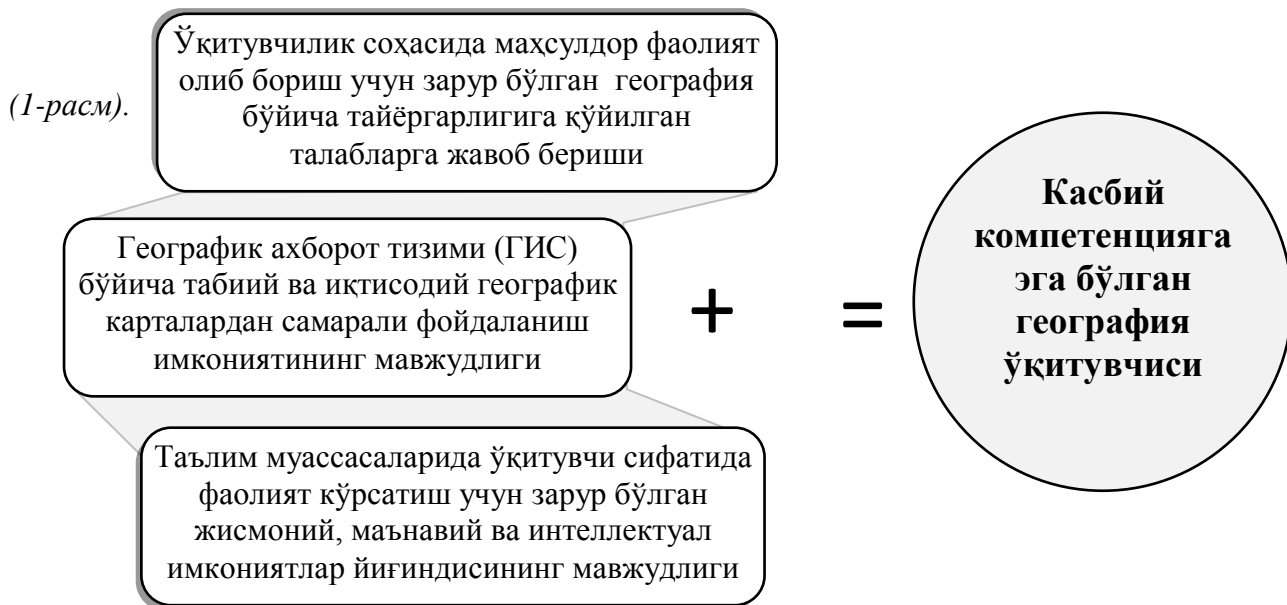 (1-расм).
Ўқитувчилик соҳасида маҳсулдор фаолият
олиб бориш учун зарур бўлган география
бўйича тайёргарлигига қўйилган
талабларга жавоб бериши
Географик ахборот тизими (ГИС)
бўйича табиий ва иқтисодий географик
карталардан самарали фойдаланиш
имкониятининг мавжудлиги
Таълим муассасаларида ўқитувчи сифатида
фаолият кўрсатиш учун зарур бўлган
жисмоний, маънавий ва интеллектуал
имкониятлар йиғиндисининг мавжудлиги
+
=
Касбий
компетенцияга
эга бўлган
география
ўқитувчиси